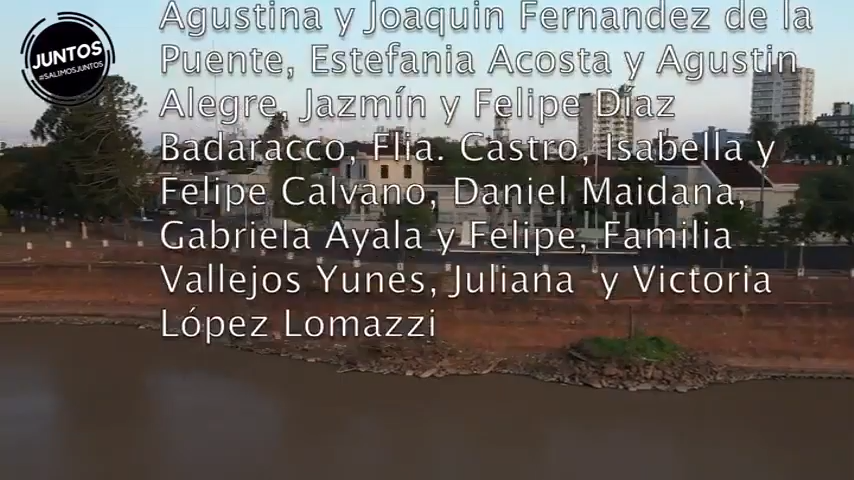 JUNTOS
#SALIMOSJUNTOS
Agustina y Joaquin Fernandez de la
Puente, Estefania Acosta y Agustin
Alegre, Jazmín y Felipe Díaz
Badaracco, Flia. Castro, Isabella y
Felipe Calvano, Daniel Maidana,
Gabriela Ayala y Felipe, Familia
Vallejos Yunes, Juliana  y Victoria
López Lomazzi